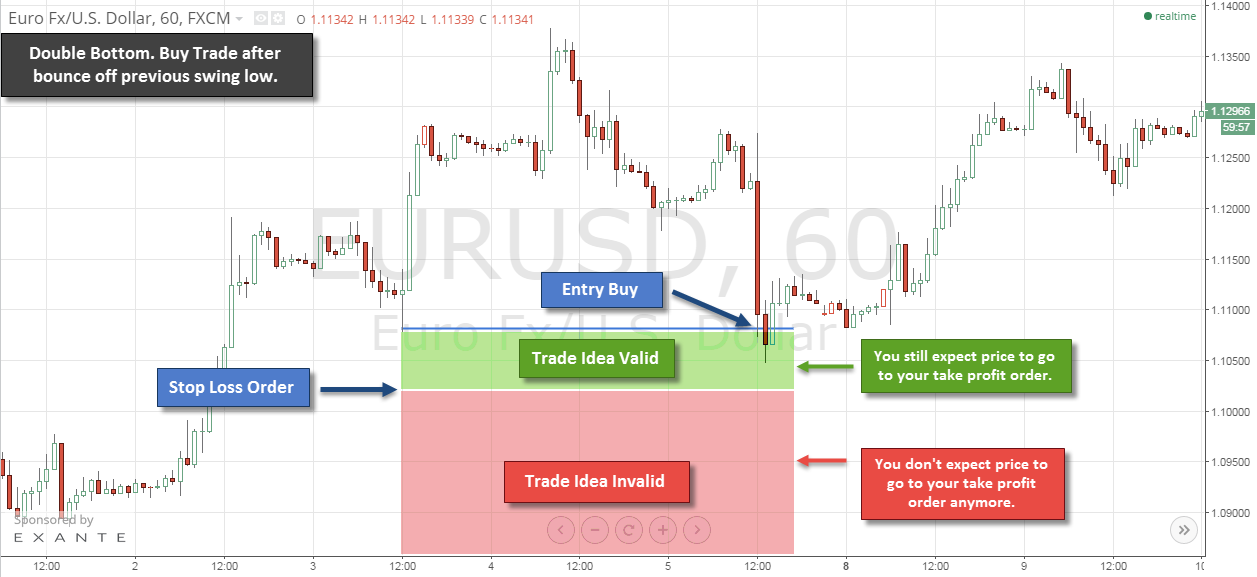 Euro Fx/U.S. Dollar, 60, FXCM O 1.11342 H 1.11342 L 1.11339 C 1.11341
realtime
Double Bottom. Buy Trade after
bounce off previous swing low.
1.14000
1.13500
1.12966
59:57
1.12500
1.12000
1.11500
1.11000
1.10500
1.10000
1.09500
1.09000
EURUSD, 60
Euro Fx/U.S. Dollar
Entry Buy
Trade Idea Valid
You still expect price to go
to your take profit order.
Stop Loss Order
Trade Idea Invalid
You don't expect price to
go to your take profit
order anymore.
Sponsored by
EXANTE
12:00 2 12:00 3 12:00 4 12:00 5 12:00 8 12:00 9 12:00 10